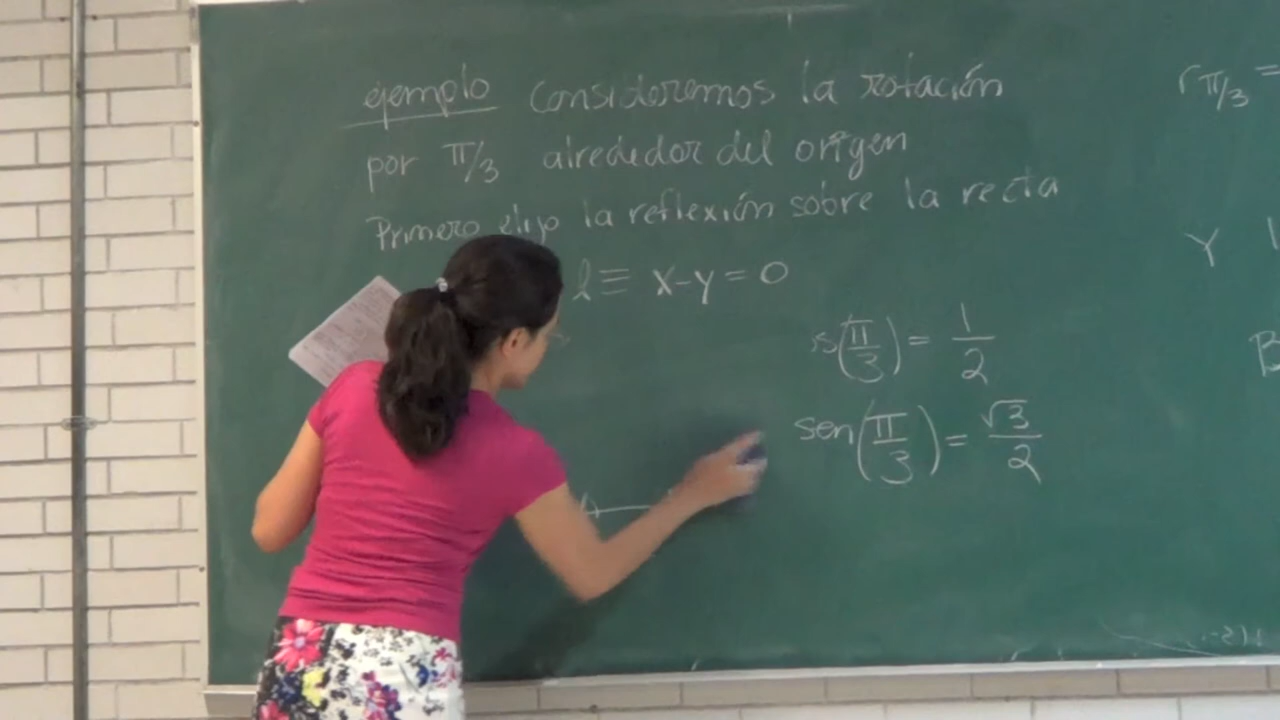 ejemplo Consideremos la rotación
por π/3 alrededor del origen
Primero elijo la reflexión sobre la recta
l ≡ x-y = 0
s(π/3) = 1/2
sen(π/3) = √3/2
rπ/3 =
Y
B